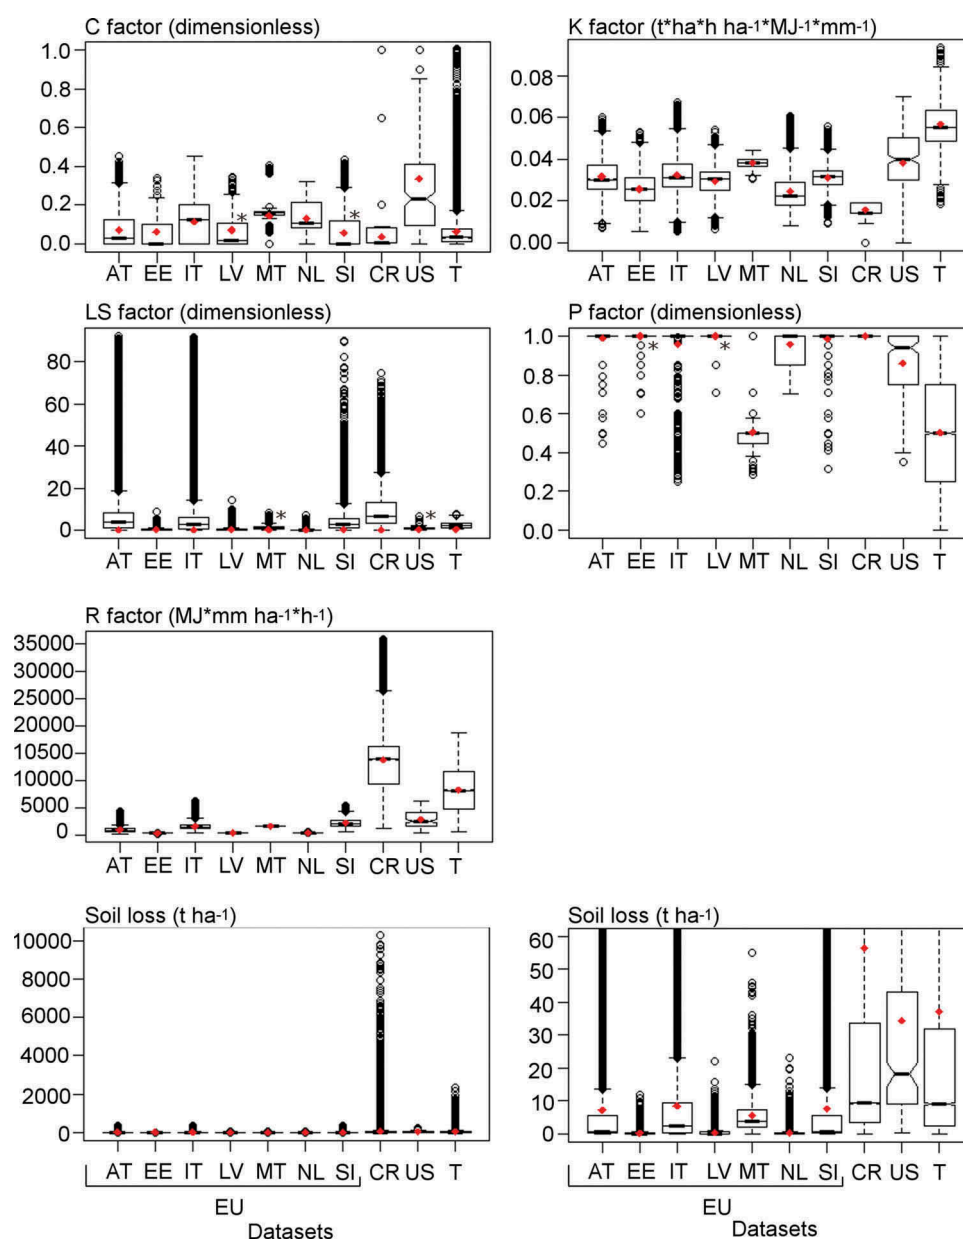 C factor (dimensionless)
1.0
0.8
0.6
0.4
0.2
0.0
*
*
AT EE IT LV MT NL SI CR US T
K factor (t*ha*h ha-1*MJ-1*mm-1)
0.08
0.06
0.04
0.02
0.00
AT EE IT LV MT NL SI CR US T
LS factor (dimensionless)
80
60
40
20
0
*
*
AT EE IT LV MT NL SI CR US T
P factor (dimensionless)
1.0
0.8
0.6
0.4
0.2
0.0
*
*
AT EE IT LV MT NL SI CR US T
R factor (MJ*mm ha-1*h-1)
35000
30000
25000
20000
10500
10000
5000
0
AT EE IT LV MT NL SI CR US T
Soil loss (t ha-1)
10000
8000
6000
4000
2000
0
AT EE IT LV MT NL SI CR US T
EU
Datasets
Soil loss (t ha-1)
60
50
40
30
20
10
0
AT EE IT LV MT NL SI CR US T
EU
Datasets